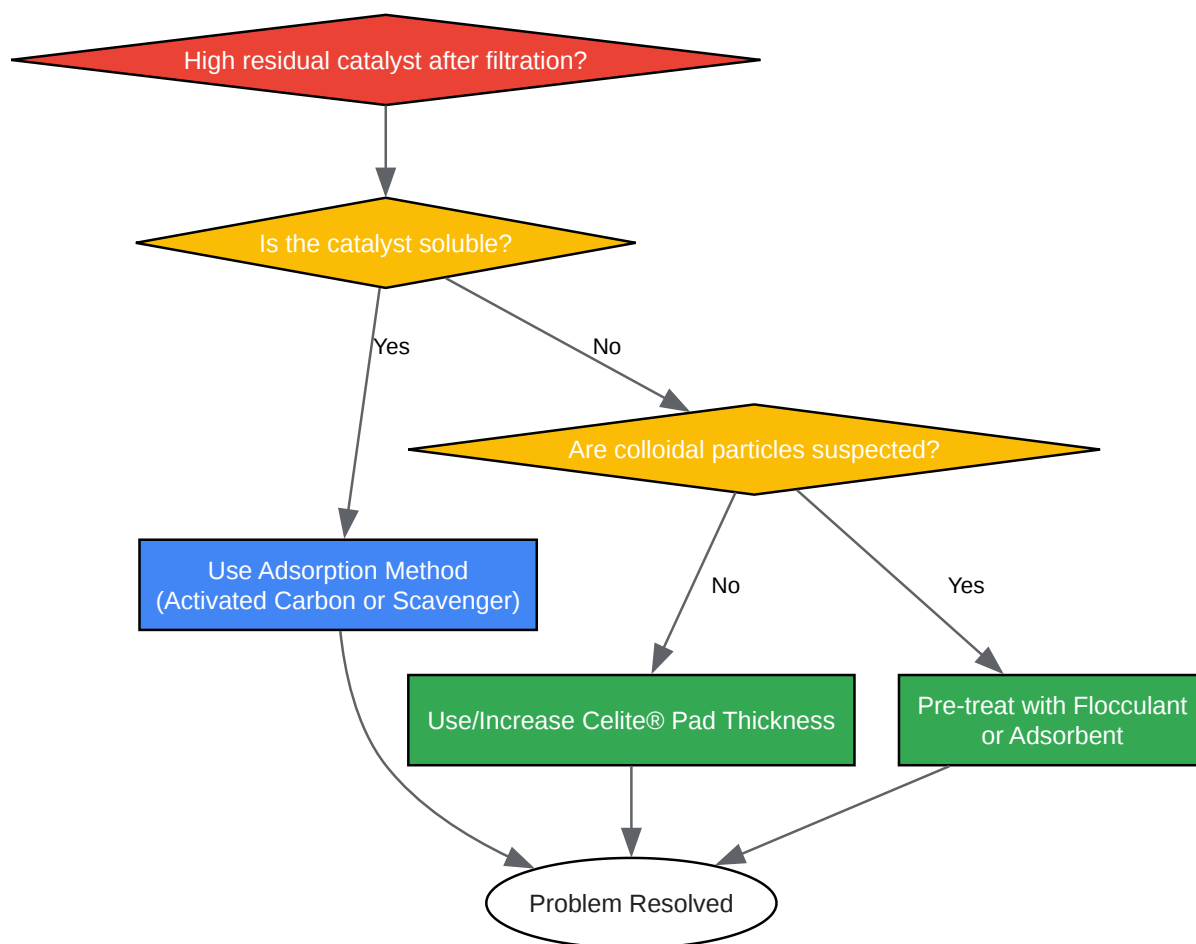 High residual catalyst after filtration?
Is the catalyst soluble?
Yes
No
Are colloidal particles suspected?
Use Adsorption Method
(Activated Carbon or Scavenger)
No
Yes
Use/Increase Celite® Pad Thickness
Pre-treat with Flocculant
or Adsorbent
Problem Resolved